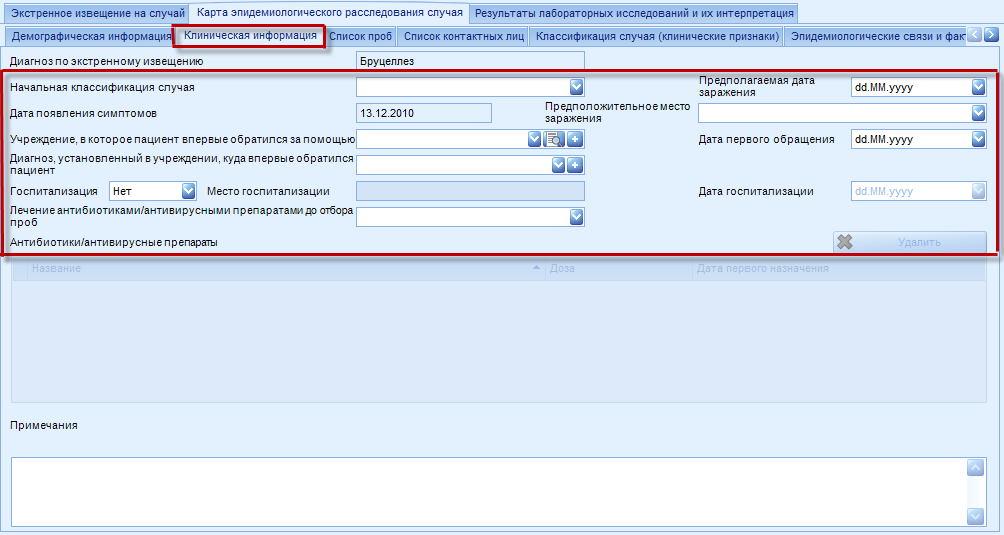 Экстренное извещение на случай Карта эпидемиологического расследования случая Результаты лабораторных исследований и их интерпретация
Демографическая информация Клиническая информация Список проб Список контактных лиц Классификация случая (клинические признаки) Эпидемиологические связи и фак
Диагноз по экстренному извещению Бруцеллез
Начальная классификация случая Предполагаемая дата заражения dd.MM.yyyy
Дата появления симптомов 13.12.2010 Предположительное место заражения
Учреждение, в которое пациент впервые обратился за помощью Дата первого обращения dd.MM.yyyy
Диагноз, установленный в учреждении, куда впервые обратился
пациент
Госпитализация Нет Место госпитализации Дата госпитализации dd.MM.yyyy
Лечение антибиотиками/антивирусными препаратами до отбора
проб
Антибиотики/антивирусные препараты Удалить
Название Доза Дата первого назначения
Примечания